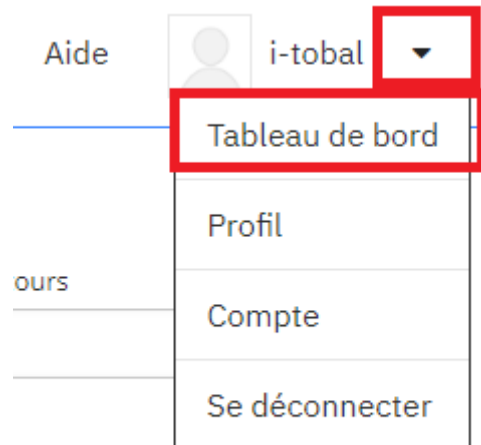 Aide i-tobal
Tableau de bord
Profil
ours
Compte
Se déconnecter